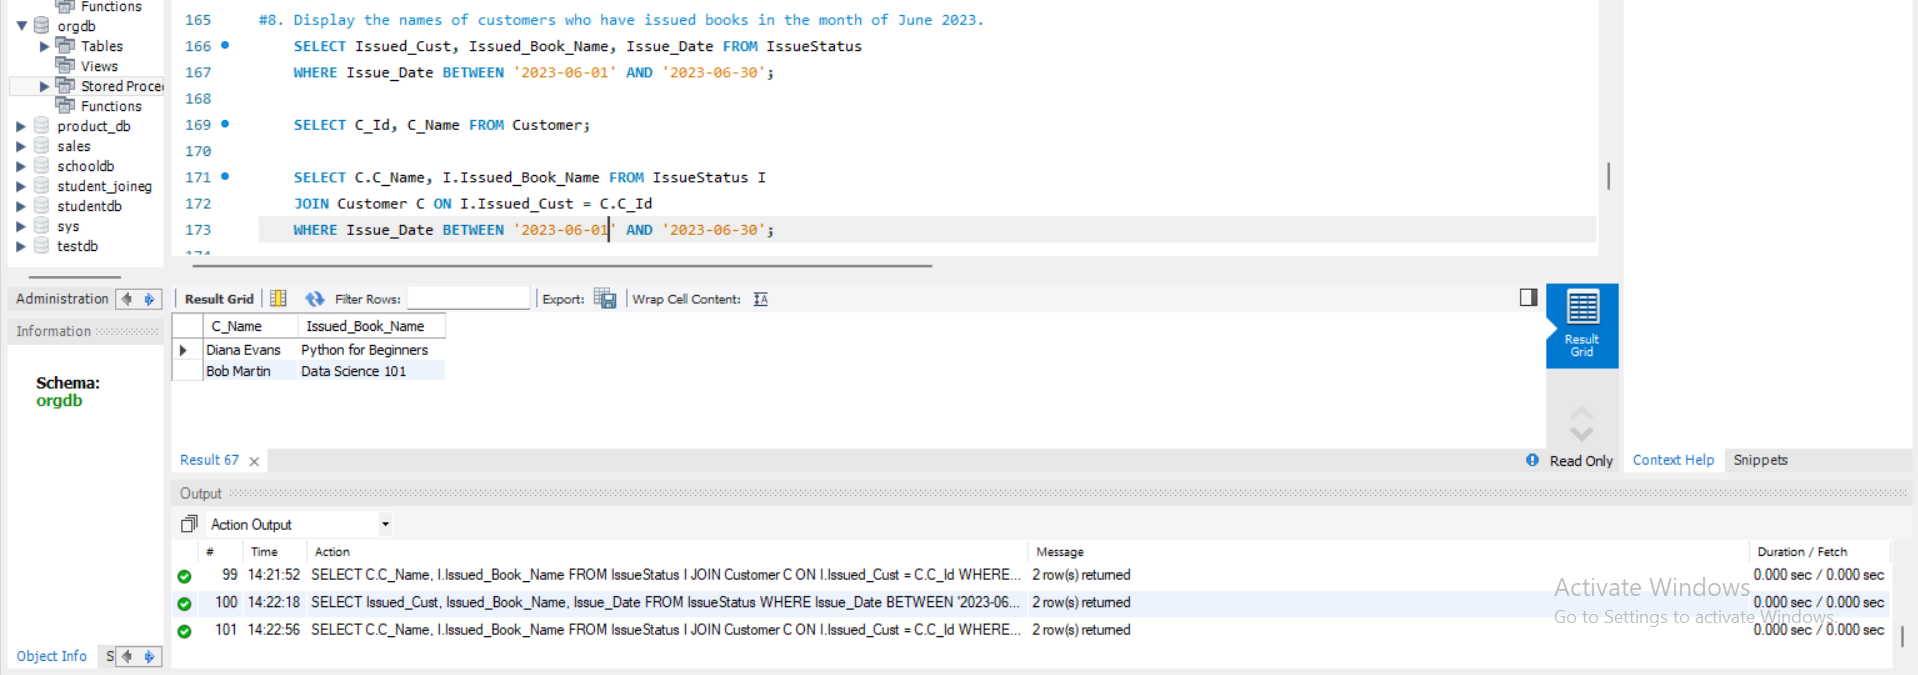 Functions
orgdb
Tables
Views
Stored Proce
Functions
product_db
sales
schooldb
student_joineg
studentdb
sys
testdb
Administration
Information
Schema:
orgdb
Object Info S
165 #8. Display the names of customers who have issued books in the month of June 2023.
166 SELECT Issued_Cust, Issued_Book_Name, Issue_Date FROM IssueStatus
167 WHERE Issue_Date BETWEEN '2023-06-01' AND '2023-06-30';
168
169 SELECT C_Id, C_Name FROM Customer;
170
171 SELECT C.C_Name, I.Issued_Book_Name FROM IssueStatus I
172 JOIN Customer C ON I.Issued_Cust = C.C_Id
173 WHERE Issue_Date BETWEEN '2023-06-01' AND '2023-06-30';
Result Grid Filter Rows: Export: Wrap Cell Content:
C_Name Issued_Book_Name
Diana Evans Python for Beginners
Bob Martin Data Science 101
Result
Grid
Result 67 Read Only
Context Help Snippets
Output
Action Output
# Time Action Message Duration / Fetch
99 14:21:52 SELECT C.C_Name, I.Issued_Book_Name FROM IssueStatus I JOIN Customer C ON I.Issued_Cust = C.C_Id WHERE... 2 row(s) returned 0.000 sec / 0.000 sec
100 14:22:18 SELECT Issued_Cust, Issued_Book_Name, Issue_Date FROM IssueStatus WHERE Issue_Date BETWEEN '2023-06... 2 row(s) returned 0.000 sec / 0.000 sec
101 14:22:56 SELECT C.C_Name, I.Issued_Book_Name FROM IssueStatus I JOIN Customer C ON I.Issued_Cust = C.C_Id WHERE... 2 row(s) returned 0.000 sec / 0.000 sec
Activate Windows
Go to Settings to activate Windows.